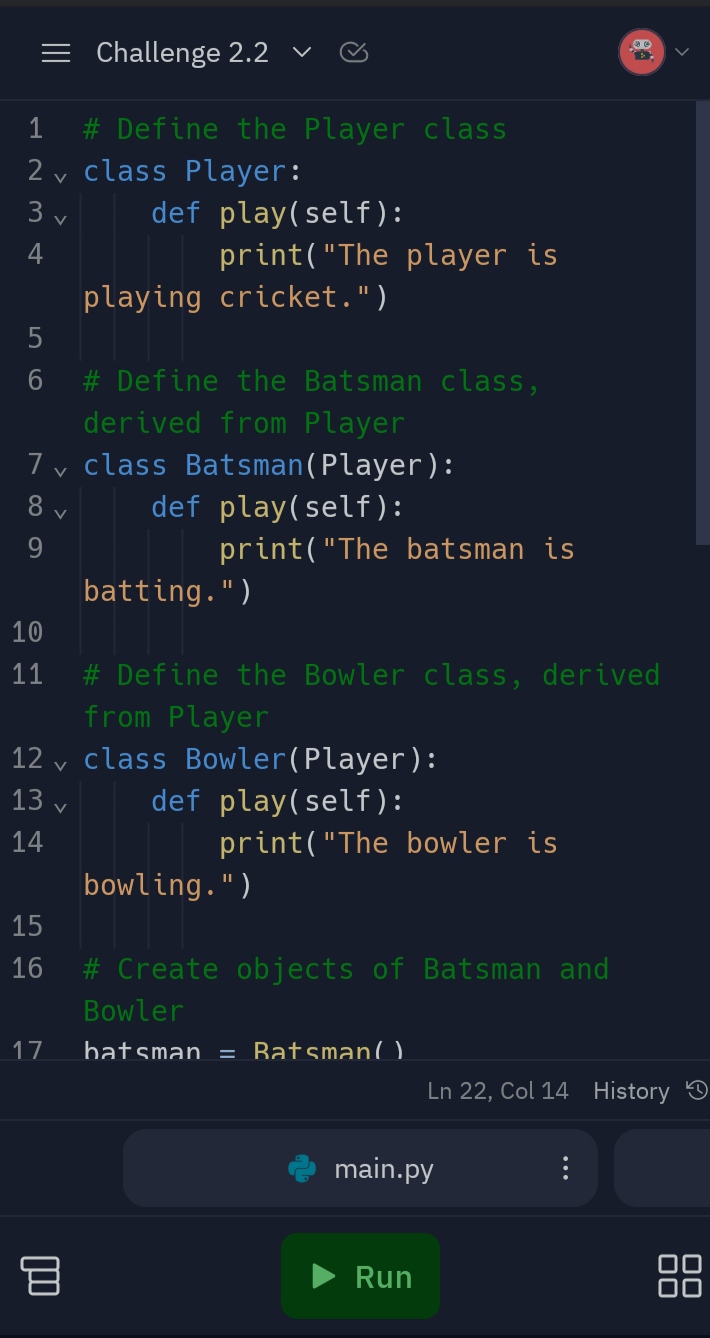 Challenge 2.2
1 # Define the Player class
2 class Player:
3     def play(self):
4         print("The player is
playing cricket.")
5
6 # Define the Batsman class,
derived from Player
7 class Batsman(Player):
8     def play(self):
9         print("The batsman is
batting.")
10
11 # Define the Bowler class, derived
from Player
12 class Bowler(Player):
13     def play(self):
14         print("The bowler is
bowling.")
15
16 # Create objects of Batsman and
Bowler
17 batsman = Batsman()
Ln 22, Col 14 History
main.py
Run